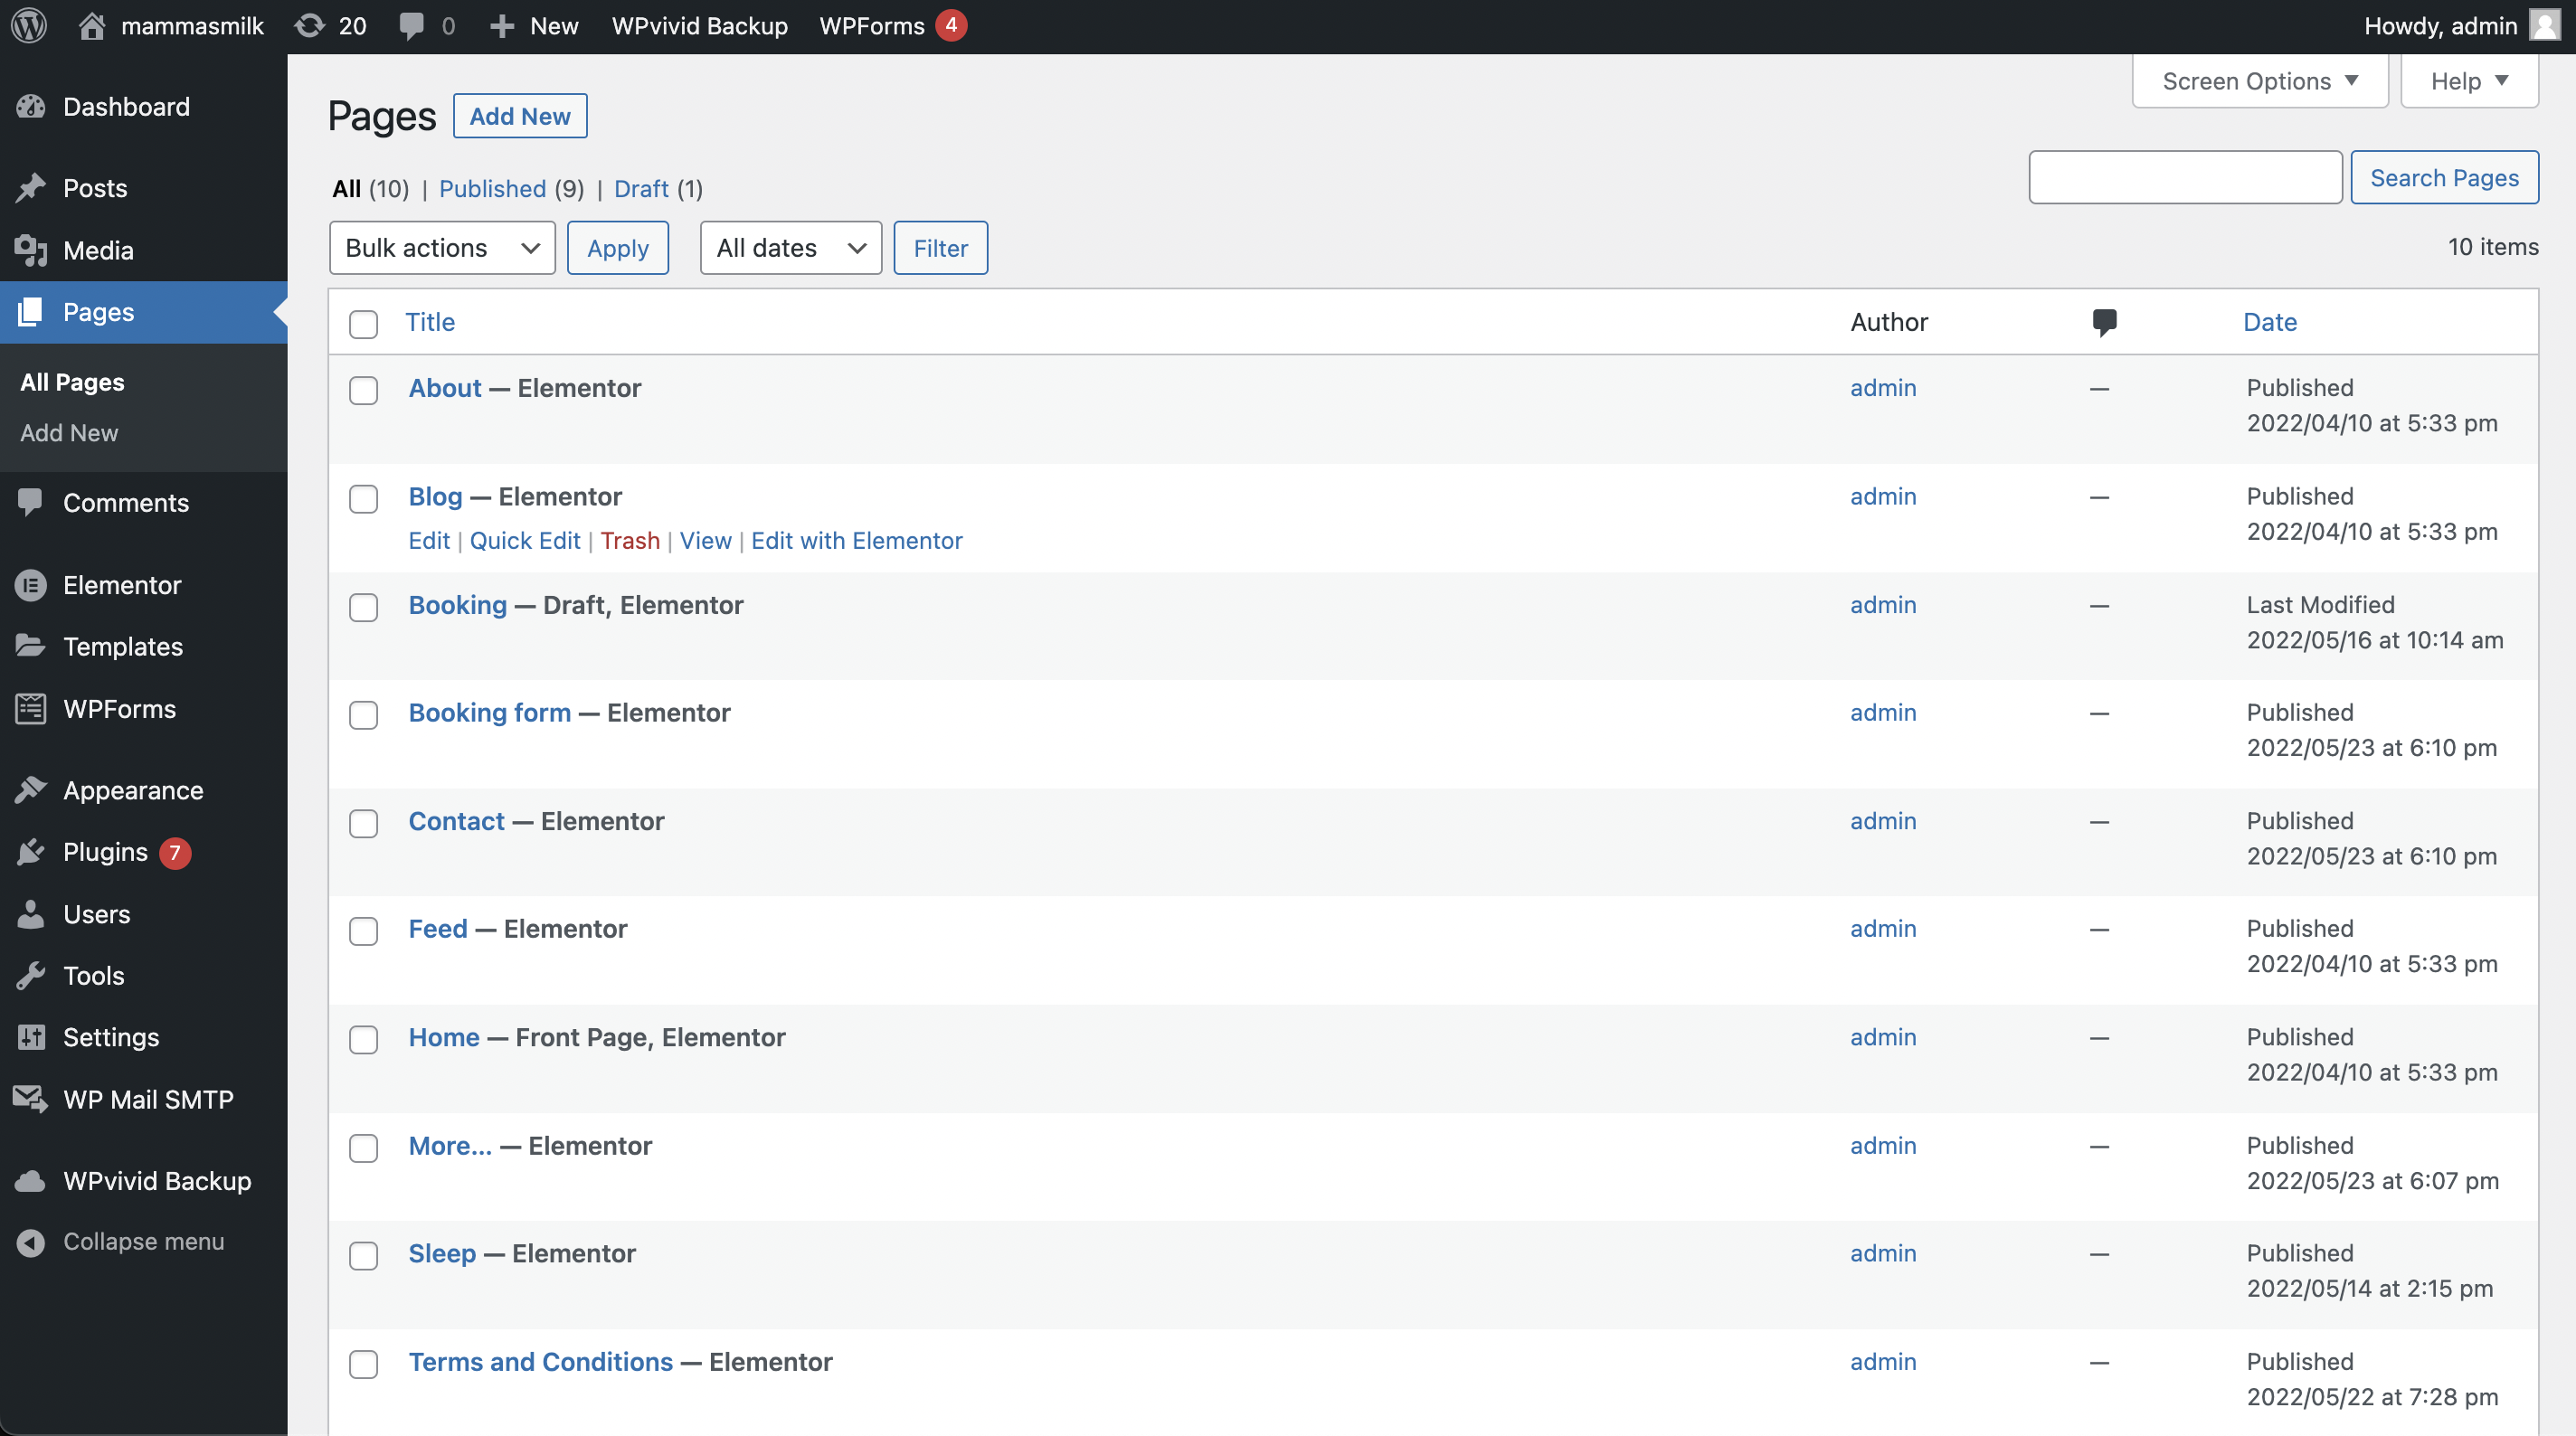 mammasmilk 20 0 New WPvivid Backup WPForms 4 Howdy, admin
Dashboard
Posts
Media
Pages
All Pages
Add New
Comments
Elementor
Templates
WPForms
Appearance
Plugins 7
Users
Tools
Settings
WP Mail SMTP
WPvivid Backup
Collapse menu
Screen Options Help
Pages Add New
All (10) | Published (9) | Draft (1)
Search Pages
Bulk actions Apply All dates Filter
10 items
Title Author Date
About — Elementor admin — Published
2022/04/10 at 5:33 pm
Blog — Elementor admin — Published
2022/04/10 at 5:33 pm
Edit | Quick Edit | Trash | View | Edit with Elementor
Booking — Draft, Elementor admin — Last Modified
2022/05/16 at 10:14 am
Booking form — Elementor admin — Published
2022/05/23 at 6:10 pm
Contact — Elementor admin — Published
2022/05/23 at 6:10 pm
Feed — Elementor admin — Published
2022/04/10 at 5:33 pm
Home — Front Page, Elementor admin — Published
2022/04/10 at 5:33 pm
More... — Elementor admin — Published
2022/05/23 at 6:07 pm
Sleep — Elementor admin — Published
2022/05/14 at 2:15 pm
Terms and Conditions — Elementor admin — Published
2022/05/22 at 7:28 pm